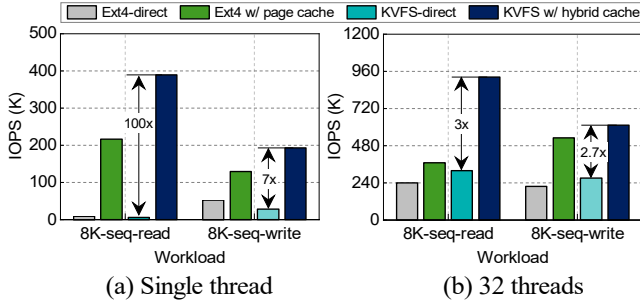 Ext4-direct Ext4 w/ page cache KVFS-direct KVFS w/ hybrid cache
IOPS (K)
500
400
300
200
100
0
100x
7x
8K-seq-read 8K-seq-write
Workload
(a) Single thread
IOPS (K)
1200
960
720
480
240
0
3x
2.7x
8K-seq-read 8K-seq-write
Workload
(b) 32 threads